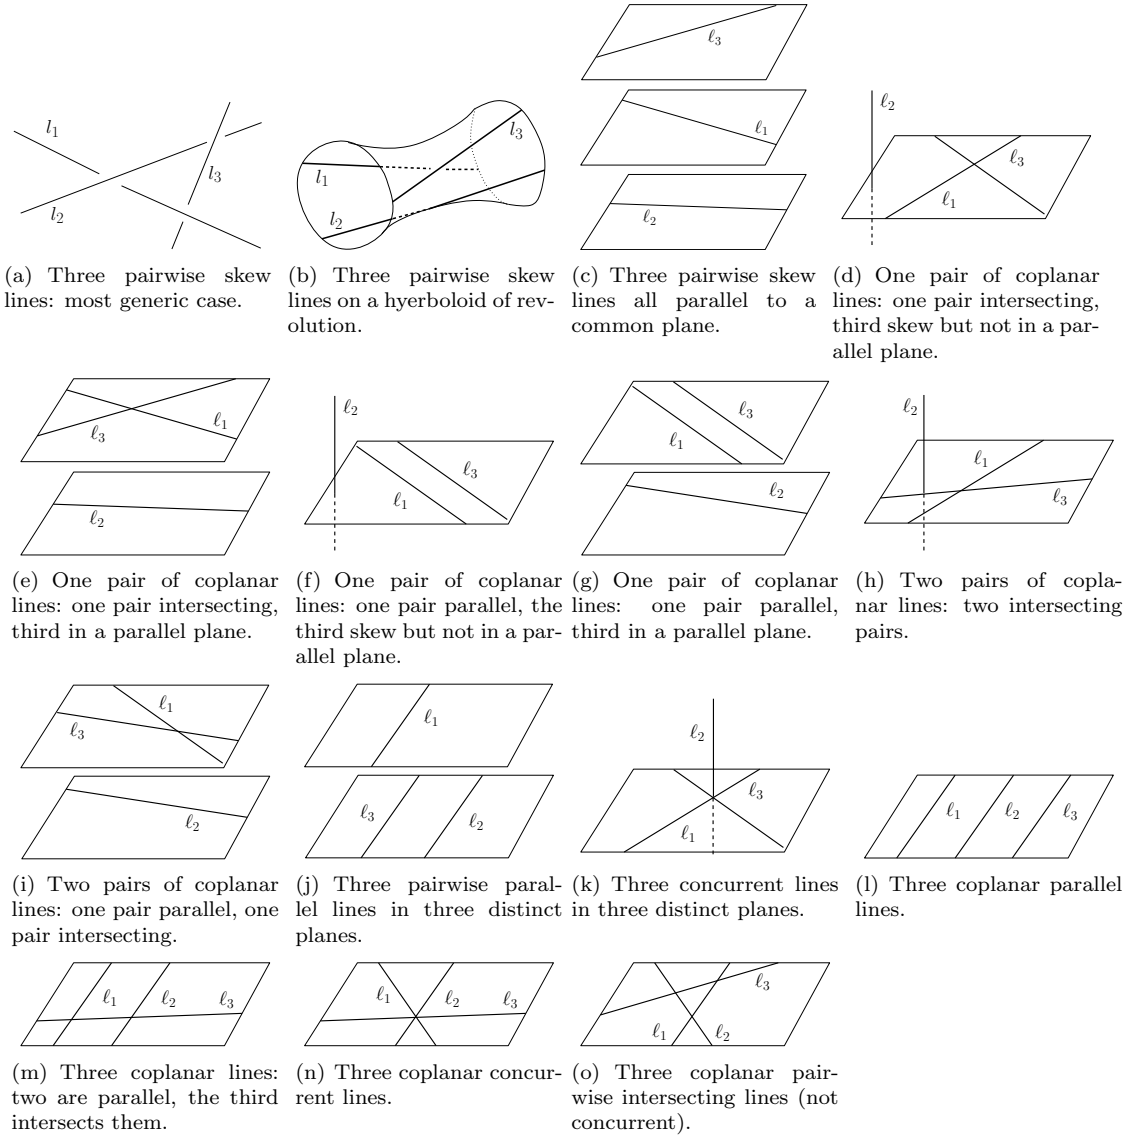 l1
l2
l3
l1
l2
l3
ℓ3
ℓ1
ℓ2
ℓ2
ℓ3
ℓ1
(a) Three pairwise skew
lines: most generic case.
(b) Three pairwise skew
lines on a hyerboloid of rev-
olution.
(c) Three pairwise skew
lines all parallel to a
common plane.
(d) One pair of coplanar
lines: one pair intersecting,
third skew but not in a par-
allel plane.
ℓ1
ℓ3
ℓ2
ℓ2
ℓ3
ℓ1
ℓ3
ℓ1
ℓ2
ℓ2
ℓ1
ℓ3
(e) One pair of coplanar
lines: one pair intersecting,
third in a parallel plane.
(f) One pair of coplanar
lines: one pair parallel, the
third skew but not in a par-
allel plane.
(g) One pair of coplanar
lines: one pair parallel,
third in a parallel plane.
(h) Two pairs of copla-
nar lines: two intersecting
pairs.
ℓ1
ℓ3
ℓ2
ℓ1
ℓ3
ℓ2
ℓ2
ℓ3
ℓ1
ℓ1
ℓ2
ℓ3
(i) Two pairs of coplanar
lines: one pair parallel, one
pair intersecting.
(j) Three pairwise paral-
lel lines in three distinct
planes.
(k) Three concurrent lines
in three distinct planes.
(l) Three coplanar parallel
lines.
ℓ1
ℓ2
ℓ3
ℓ1
ℓ2
ℓ3
ℓ3
ℓ1
ℓ2
(m) Three coplanar lines:
two are parallel, the third
intersects them.
(n) Three coplanar concur-
rent lines.
(o) Three coplanar pair-
wise intersecting lines (not
concurrent).